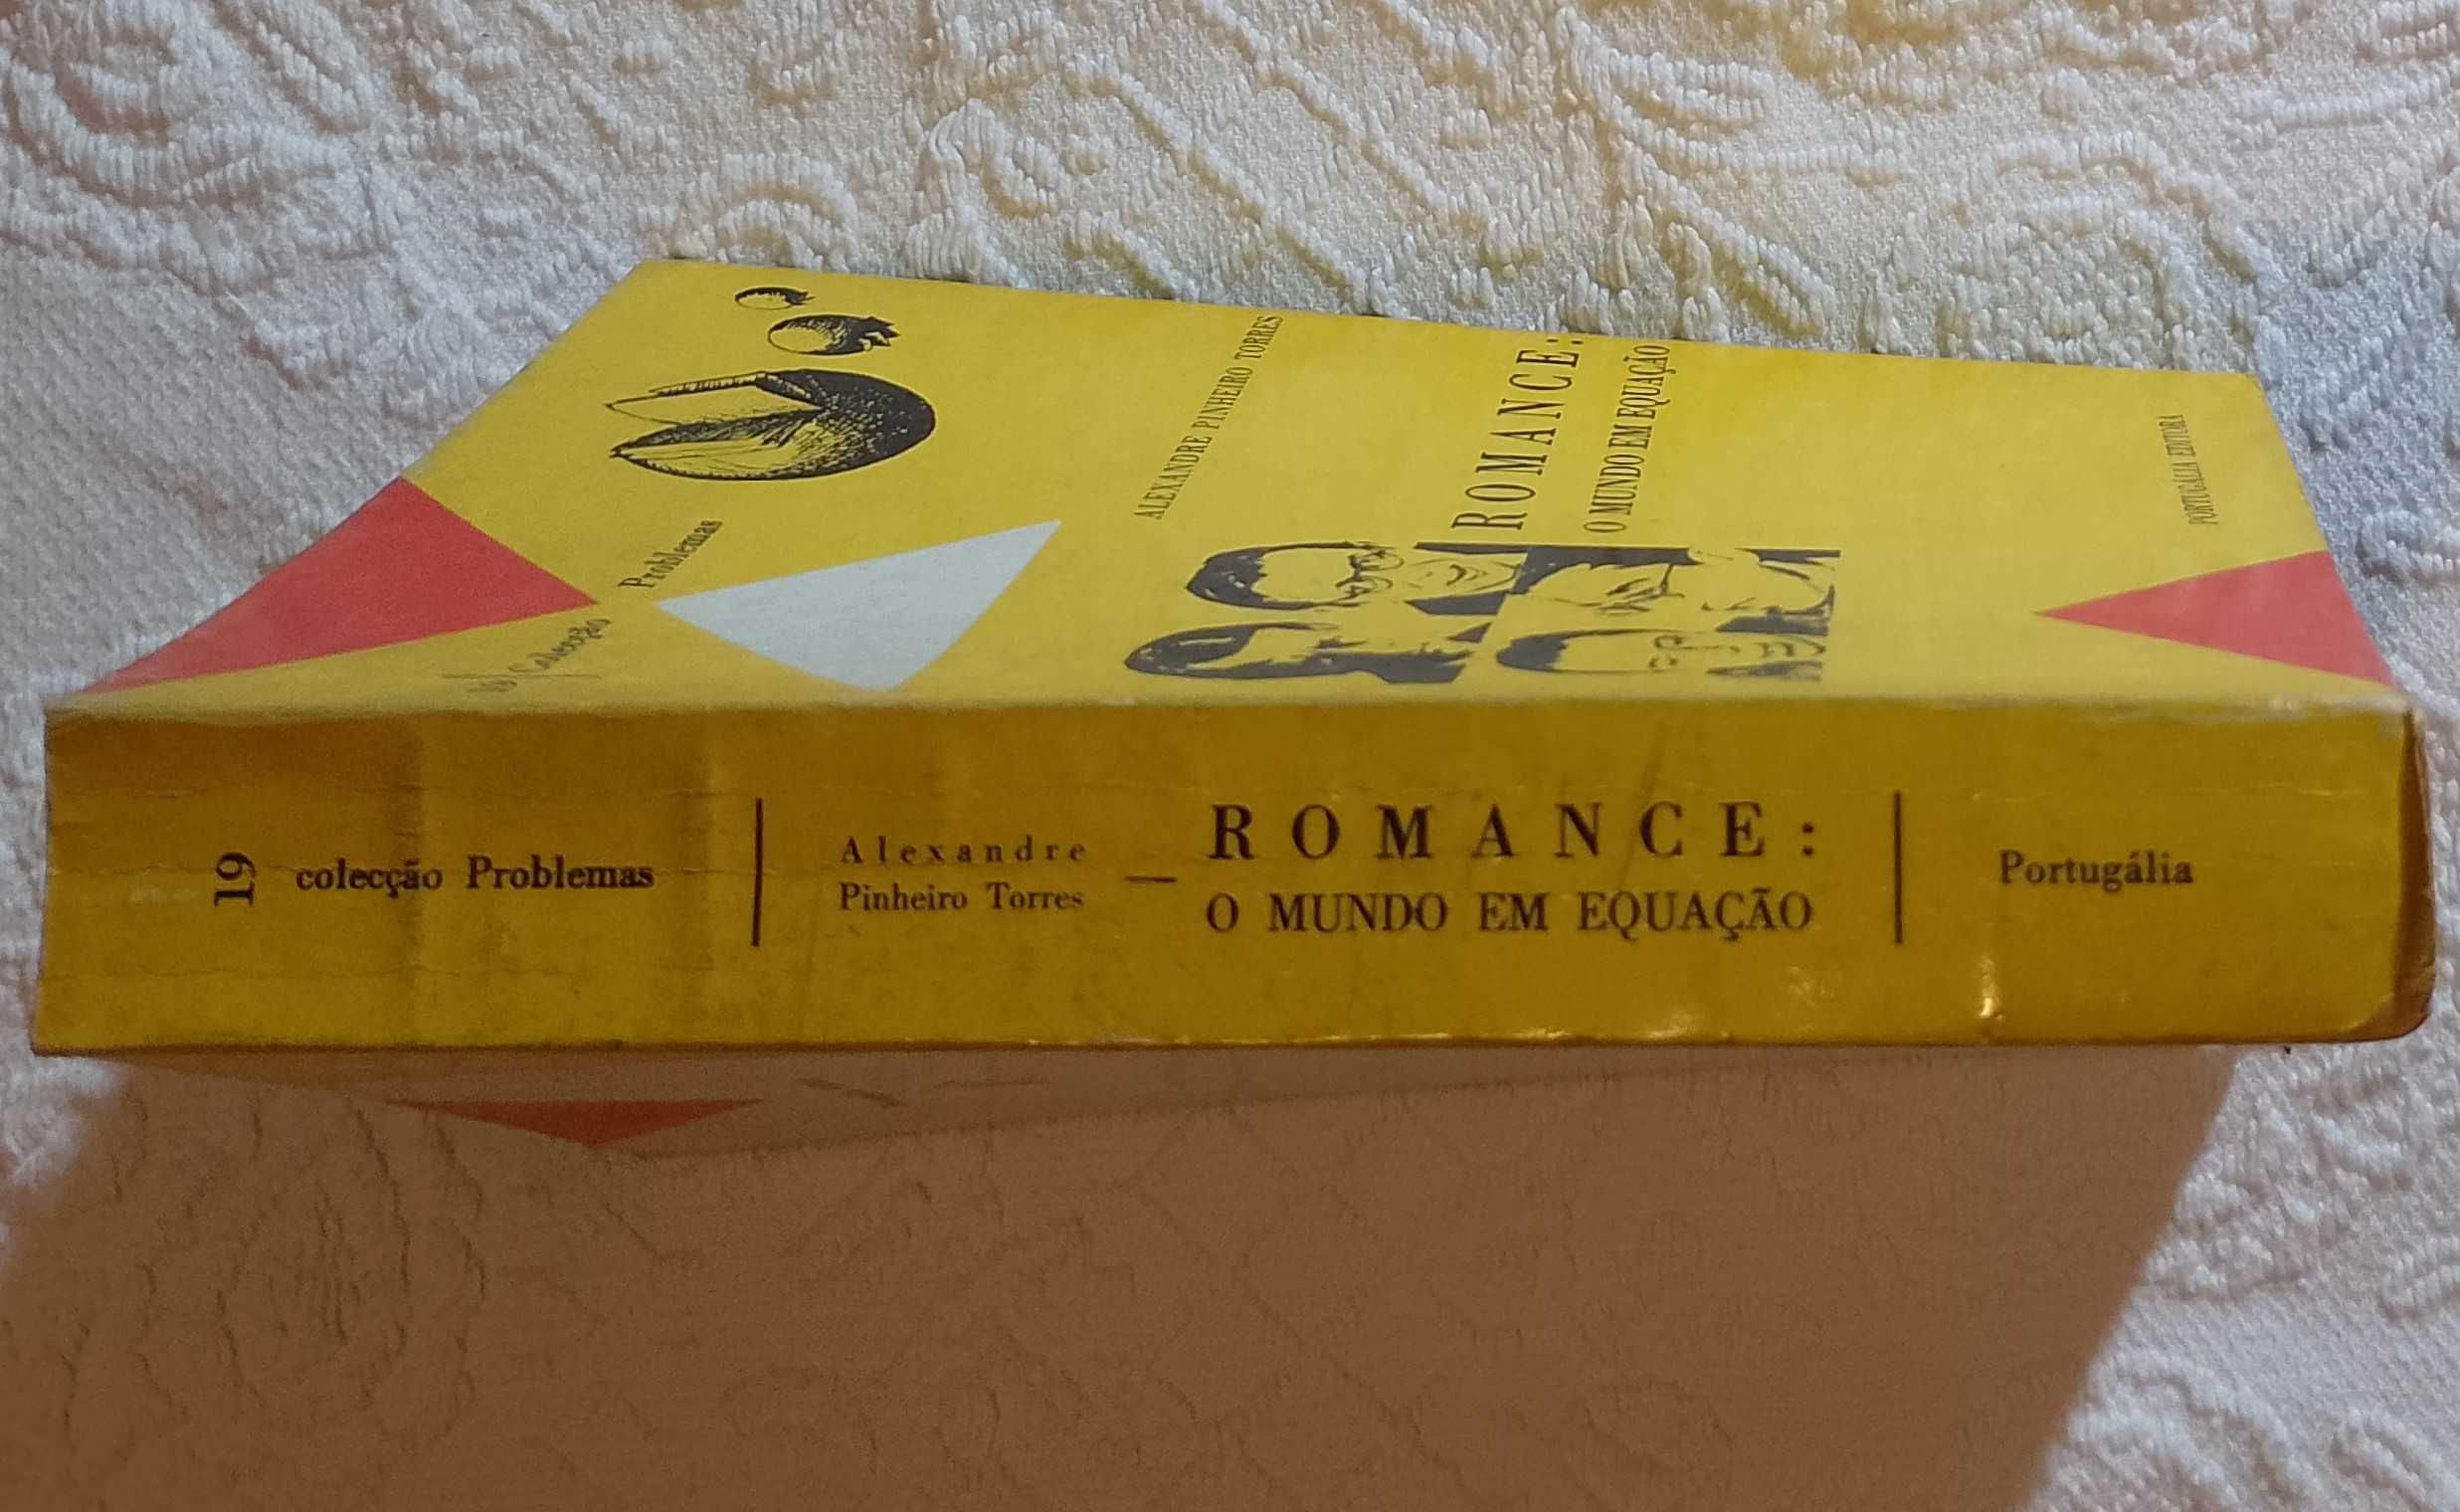 19 / Colecção Problemas
ALEXANDRE PINHEIRO TORRES
ROMANCE:
O MUNDO EM EQUAÇÃO
PORTUGÁLIA EDITORA
19 colecção Problemas
Alexandre
Pinheiro Torres
—
ROMANCE:
O MUNDO EM EQUAÇÃO
Portugália